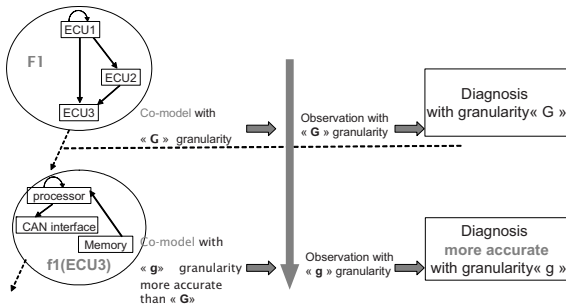 ECU1
F1
ECU2
ECU3
Co-model with
« G » granularity
Observation with
« G » granularity
Diagnosis
with granularity« G »
processor
CAN interface
Memory
f1(ECU3)
Co-model with
« g» granularity
more accurate
than « G»
Observation with
« g » granularity
Diagnosis
more accurate
with granularity« g »